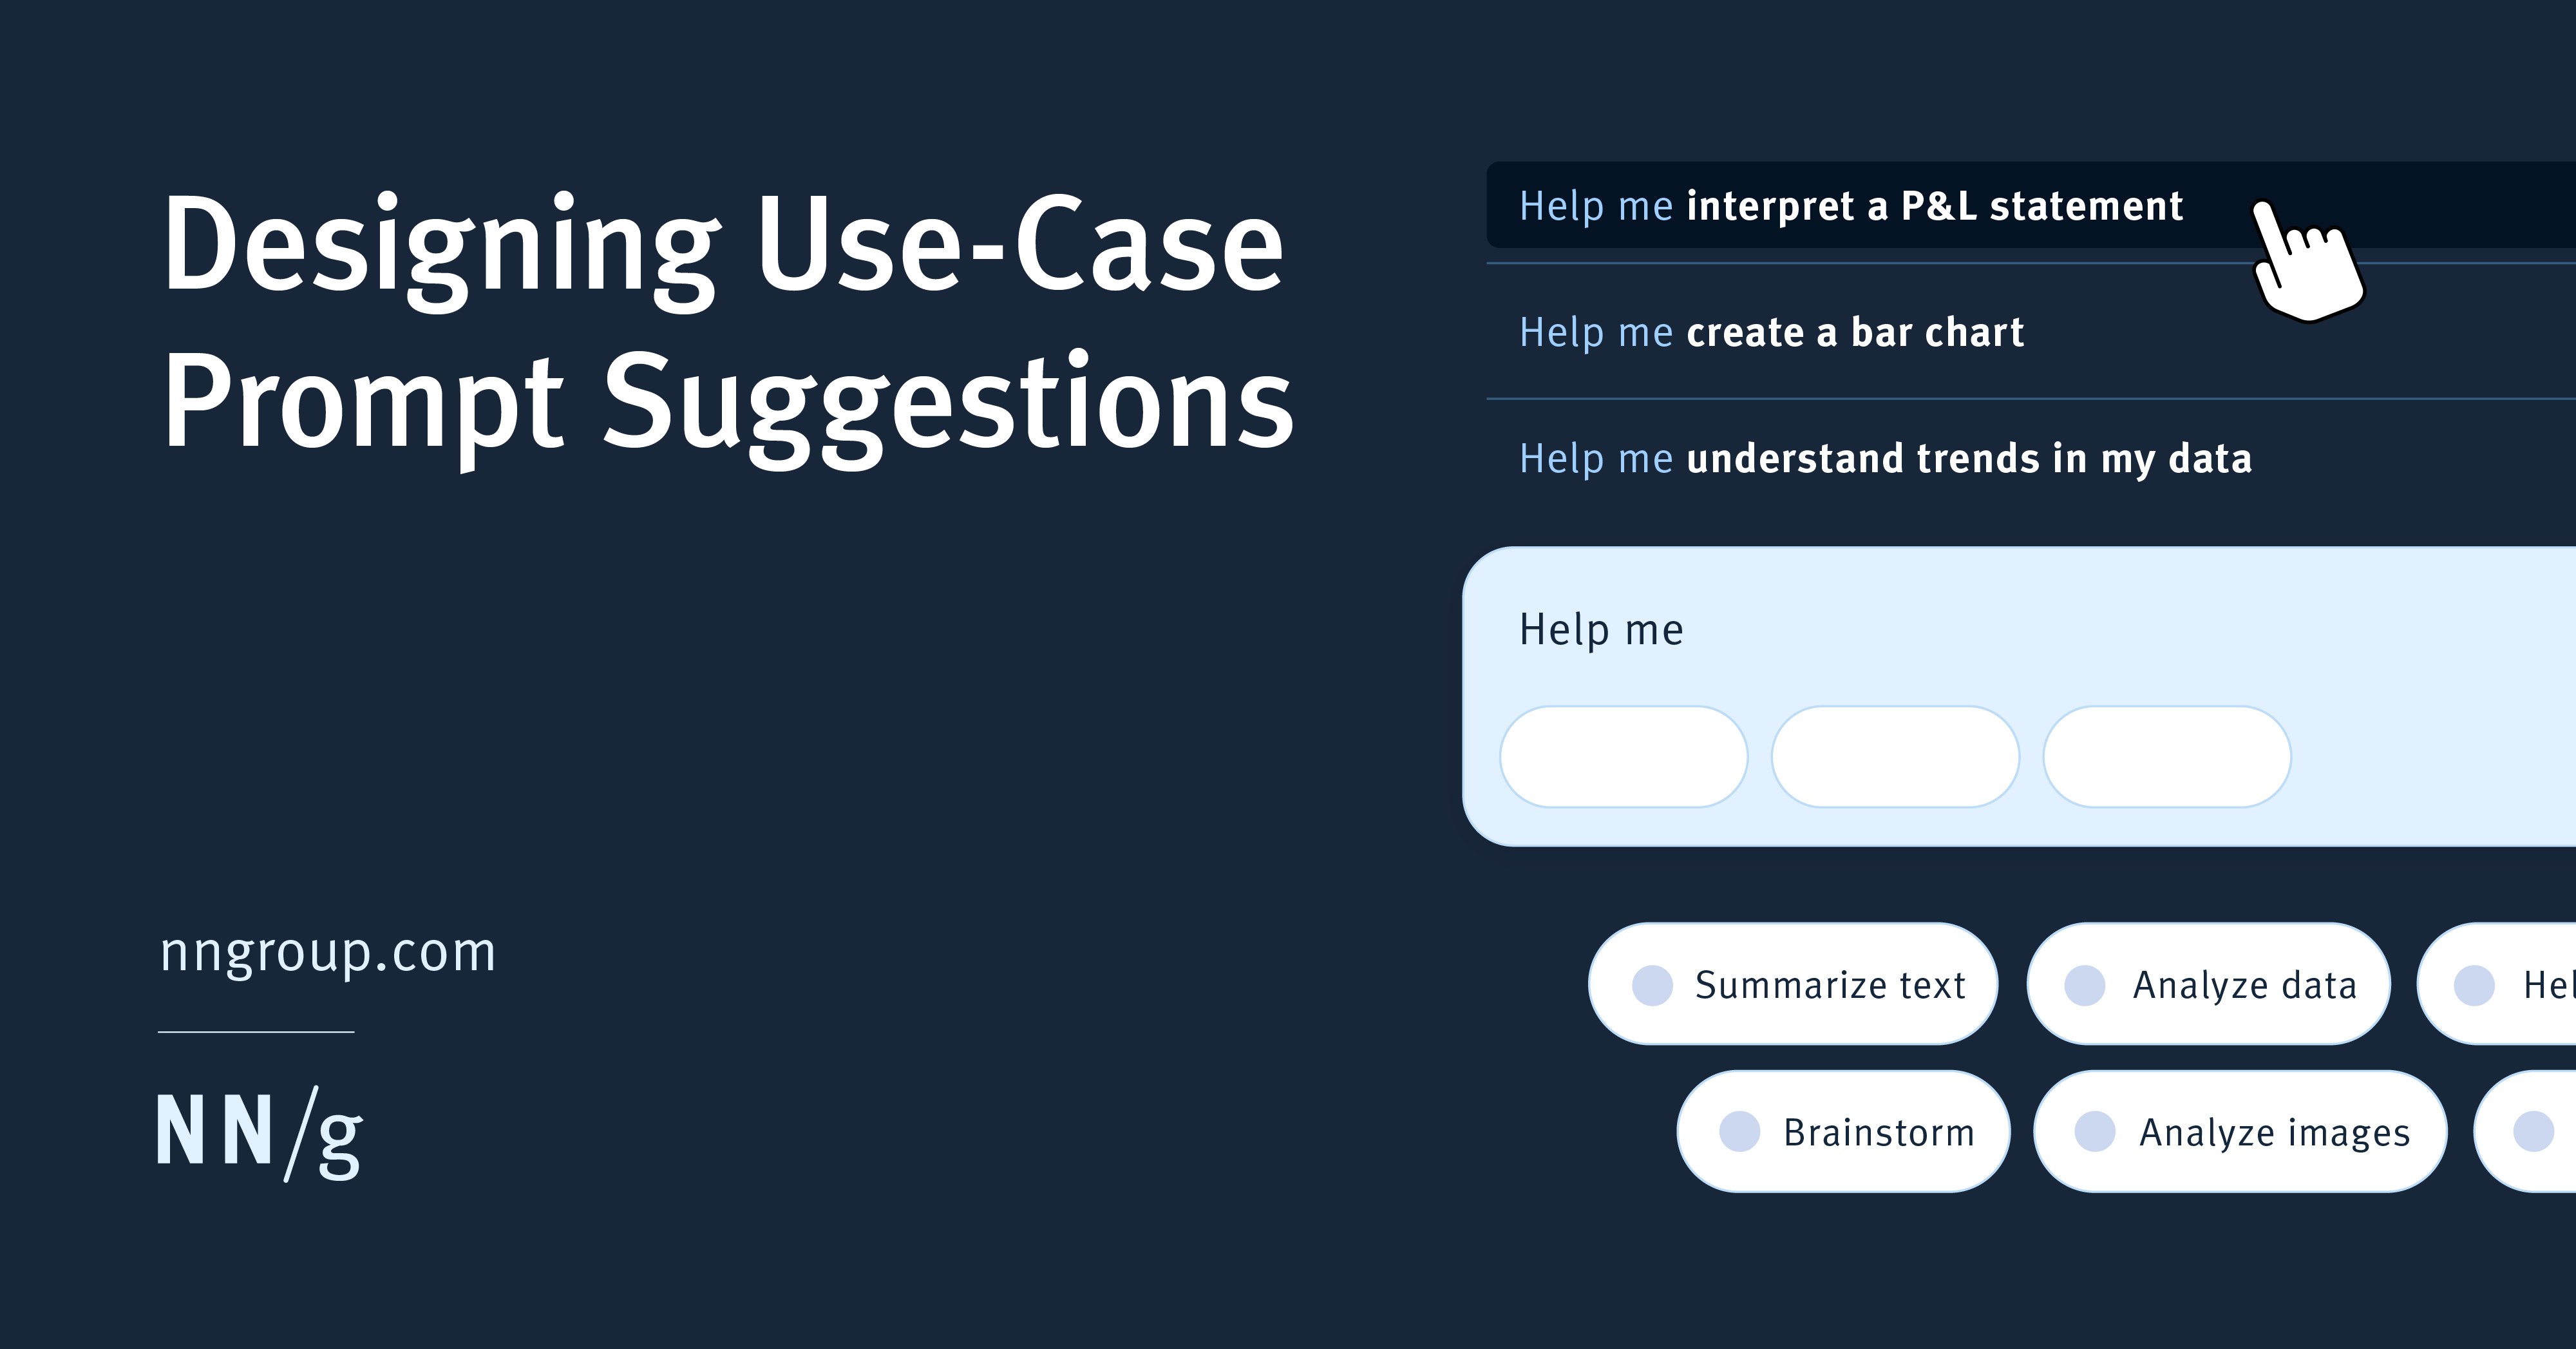 Designing Use-Case
Prompt Suggestions
nngroup.com
NN/g
Help me interpret a P&L statement
Help me create a bar chart
Help me understand trends in my data
Help me
Summarize text
Analyze data
Brainstorm
Analyze images